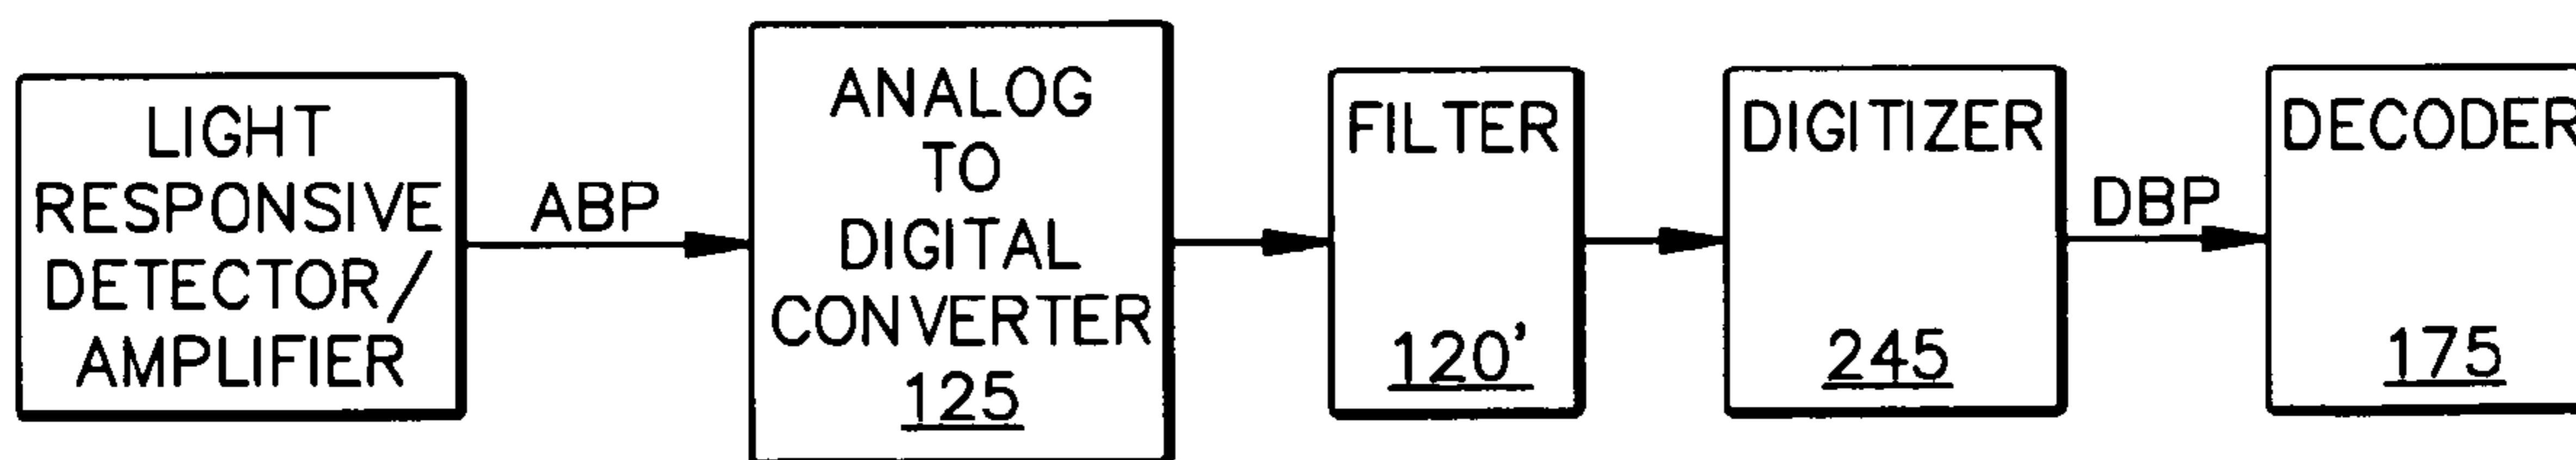 LIGHT
RESPONSIVE
DETECTOR/
AMPLIFIER
ABP
ANALOG
TO
DIGITAL
CONVERTER
125
FILTER
120'
DIGITIZER
245
DBP
DECODER
175